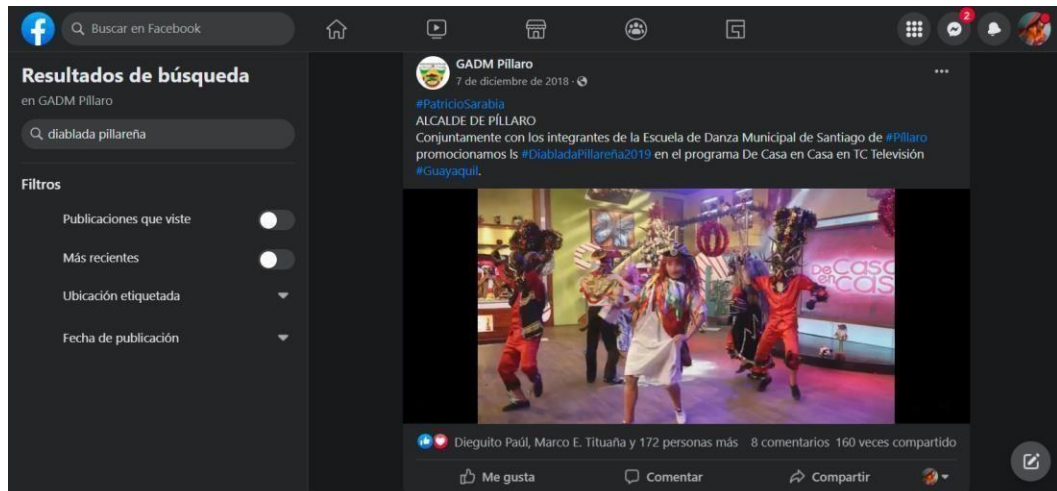 Buscar en Facebook
2
Resultados de búsqueda
en GADM Píllaro
diablada pillareña
Filtros
Publicaciones que viste
Más recientes
Ubicación etiquetada
Fecha de publicación
GADM Píllaro
7 de diciembre de 2018 ·
#PatricioSarabia
ALCALDE DE PÍLLARO
Conjuntamente con los integrantes de la Escuela de Danza Municipal de Santiago de #Píllaro
promocionamos ls #DiabladaPillareña2019 en el programa De Casa en Casa en TC Televisión
#Guayaquil.
De Casa
en Casa
Dieguito Paúl, Marco E. Tituaña y 172 personas más 8 comentarios 160 veces compartido
Me gusta Comentar Compartir